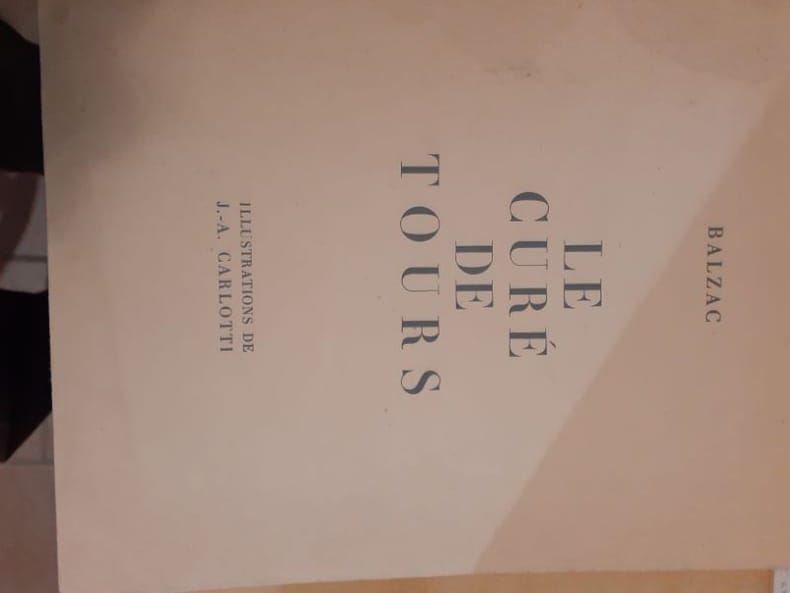 BALZAC
LE
CURÉ
DE
TOURS
ILLUSTRATIONS DE
J.-A. CARLOTTI